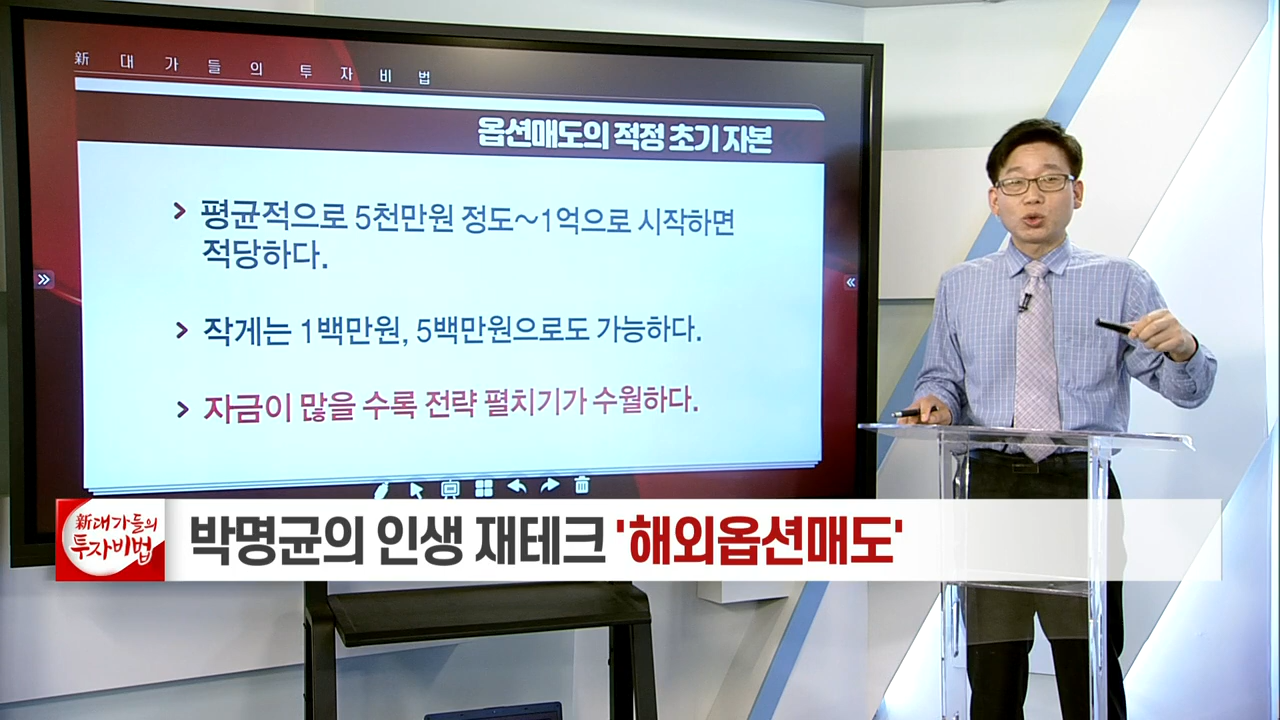 新 대 가 들 의 투 자 비 법
옵션매도의 적정 초기 자본
평균적으로 5천만원 정도~1억으로 시작하면
적당하다.
작게는 1백만원, 5백만원으로도 가능하다.
자금이 많을 수록 전략 펼치기가 수월하다.
新대가들의
투자비법
박명균의 인생 재테크 '해외옵션매도'